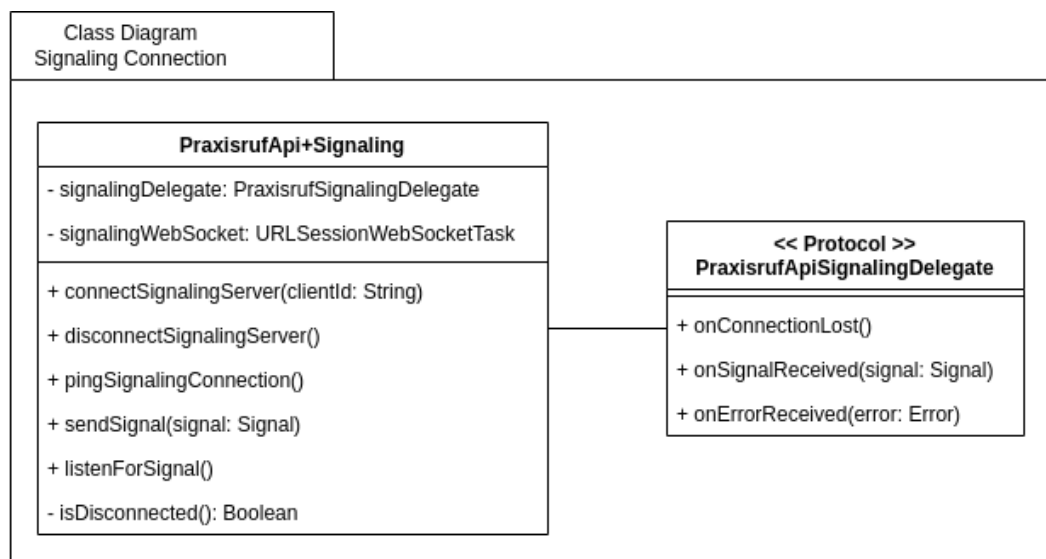 Class Diagram
Signaling Connection
PraxisrufApi+Signaling
- signalingDelegate: PraxisrufSignalingDelegate
- signalingWebSocket: URLSessionWebSocketTask
+ connectSignalingServer(clientId: String)
+ disconnectSignalingServer()
+ pingSignalingConnection()
+ sendSignal(signal: Signal)
+ listenForSignal()
- isDisconnected(): Boolean
<< Protocol >>
PraxisrufApiSignalingDelegate
+ onConnectionLost()
+ onSignalReceived(signal: Signal)
+ onErrorReceived(error: Error)